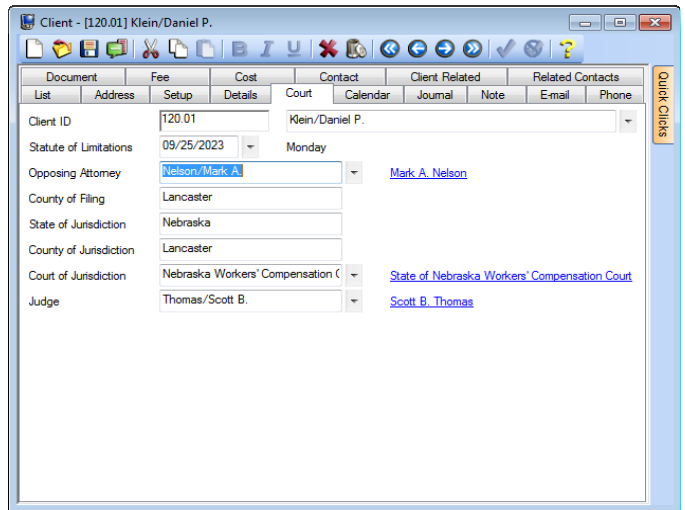 Client - [120.01] Klein/Daniel P.
B I U
Document Fee Cost Contact Client Related Related Contacts
List Address Setup Details Court Calendar Journal Note E-mail Phone
Quick Clicks
Client ID 120.01 Klein/Daniel P.
Statute of Limitations 09/25/2023 Monday
Opposing Attorney Nelson/Mark A. Mark A. Nelson
County of Filing Lancaster
State of Jurisdiction Nebraska
County of Jurisdiction Lancaster
Court of Jurisdiction Nebraska Workers' Compensation ( State of Nebraska Workers' Compensation Court
Judge Thomas/Scott B. Scott B. Thomas